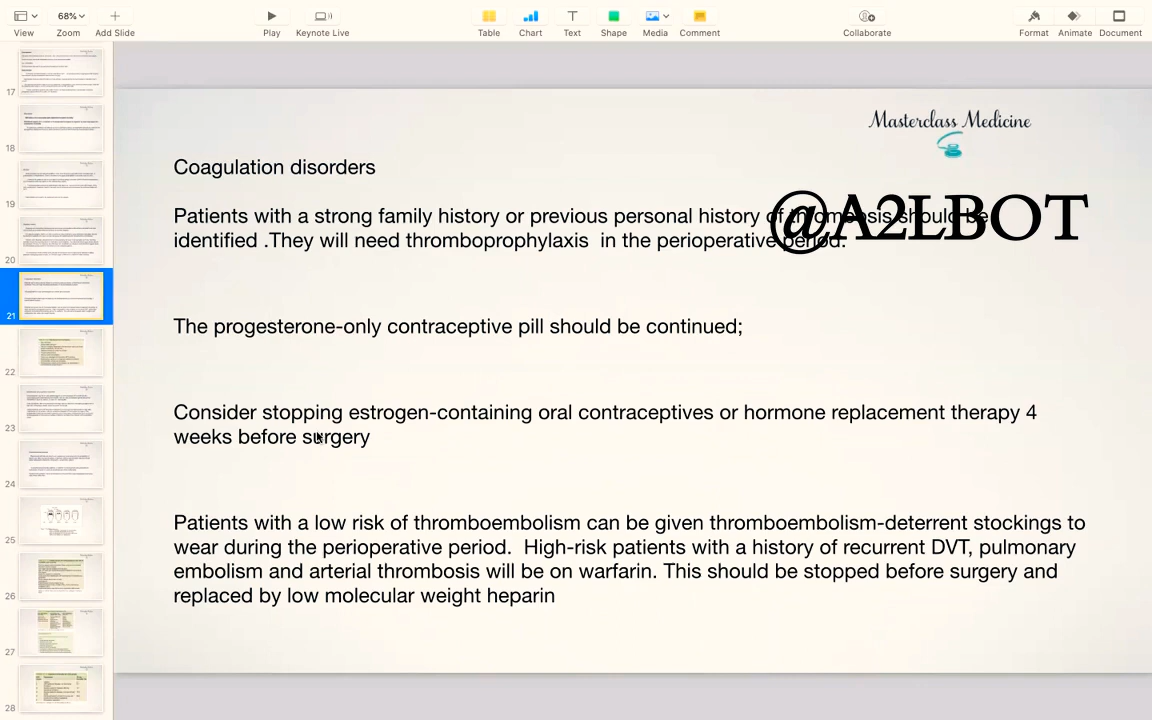 68%
View
Zoom
Add Slide
Play
Keynote Live
Table
Chart
Text
Shape
Media
Comment
Collaborate
Format
Animate
Document
17
18
19
20
21
22
23
24
25
26
27
28
Masterclass Medicine
@A2LBOT
Coagulation disorders
Patients with a strong family history or previous personal history of thrombosis should be
identified .They will need thromboprophylaxis in the perioperative period.
The progesterone-only contraceptive pill should be continued;
Consider stopping estrogen-containing oral contraceptives or hormone replacement therapy 4
weeks before surgery
Patients with a low risk of thromboembolism can be given thromboembolism-deterrent stockings to
wear during the perioperative period. High-risk patients with a history of recurrent DVT, pulmonary
embolism and arterial thrombosis will be on warfarin. This should be stopped before surgery and
replaced by low molecular weight heparin